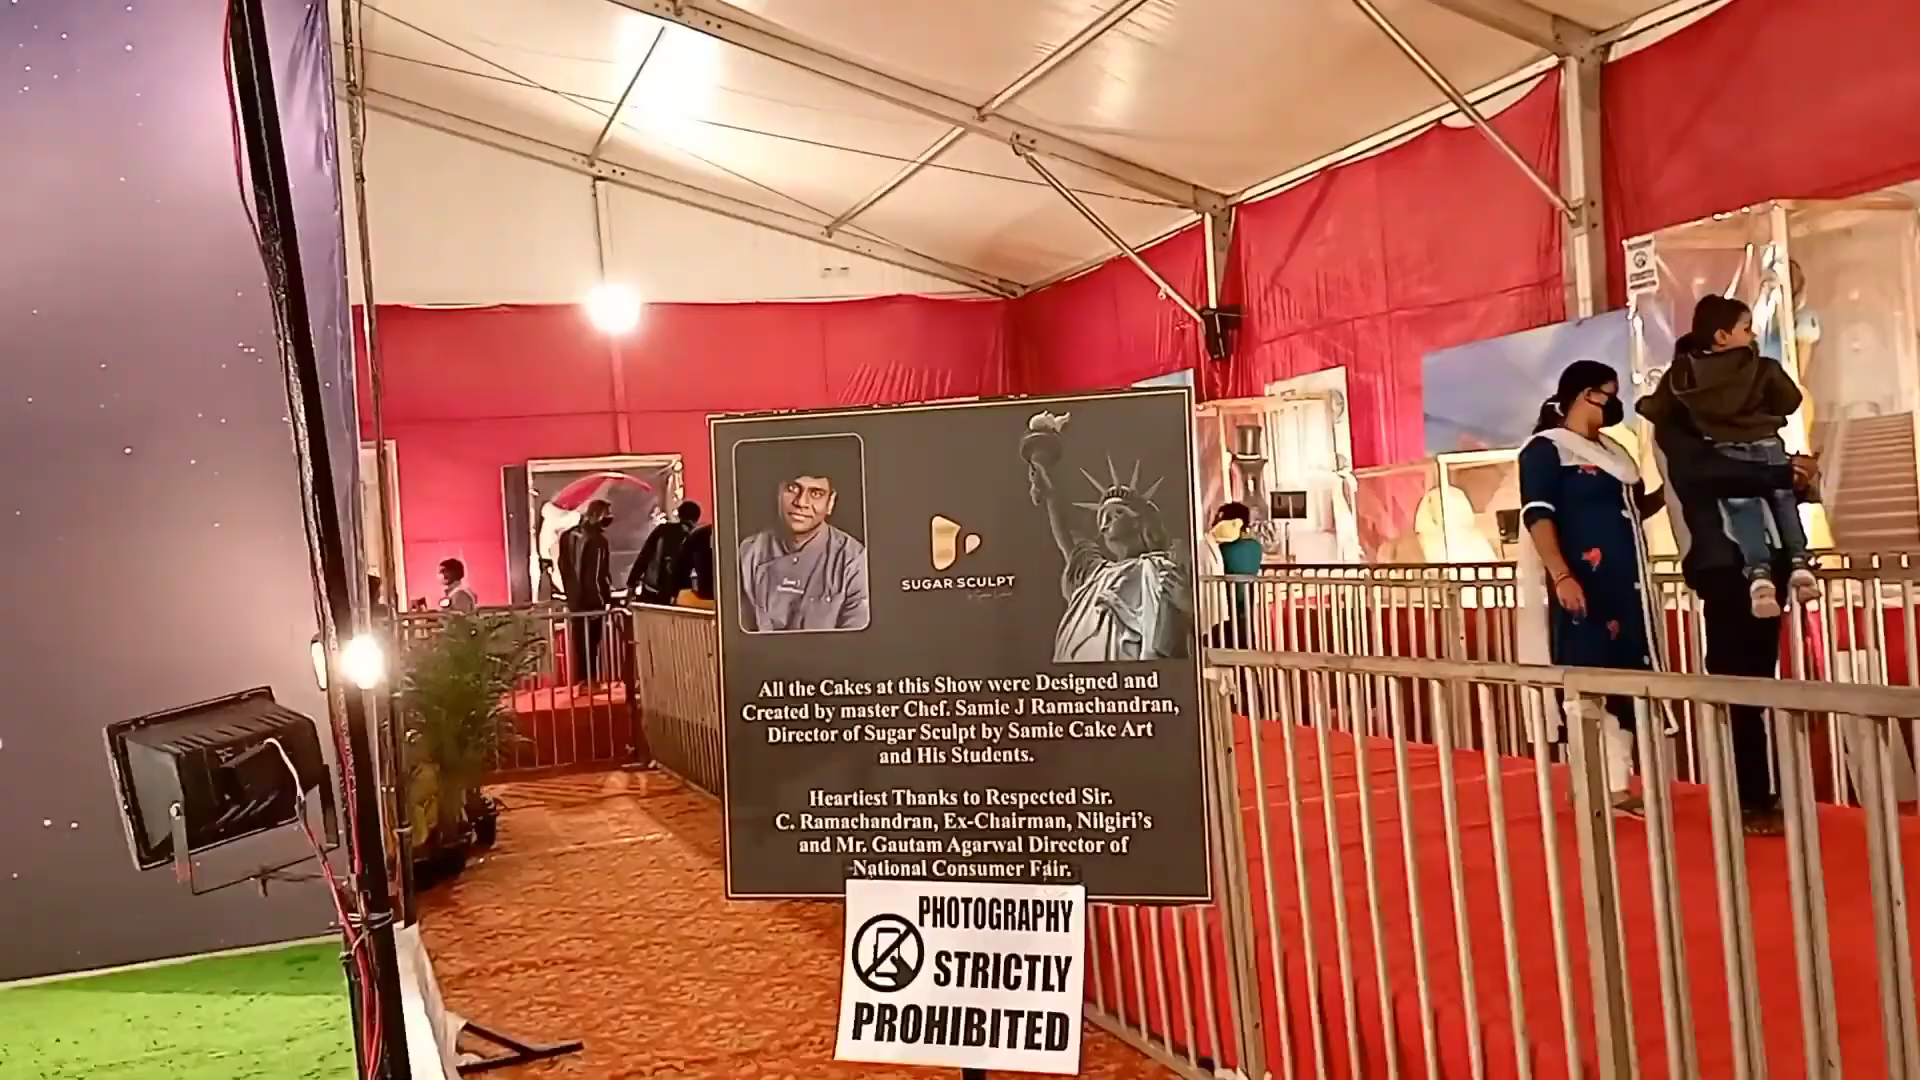 SUGAR SCULPT
All the Cakes at this Show were Designed and
Created by master Chef. Samie J Ramachandran,
Director of Sugar Sculpt by Samie Cake Art
and His Students.
Heartiest Thanks to Respected Sir.
C. Ramachandran, Ex-Chairman, Nilgiri's
and Mr. Gautam Agarwal Director of
National Consumer Fair.
PHOTOGRAPHY
STRICTLY
PROHIBITED